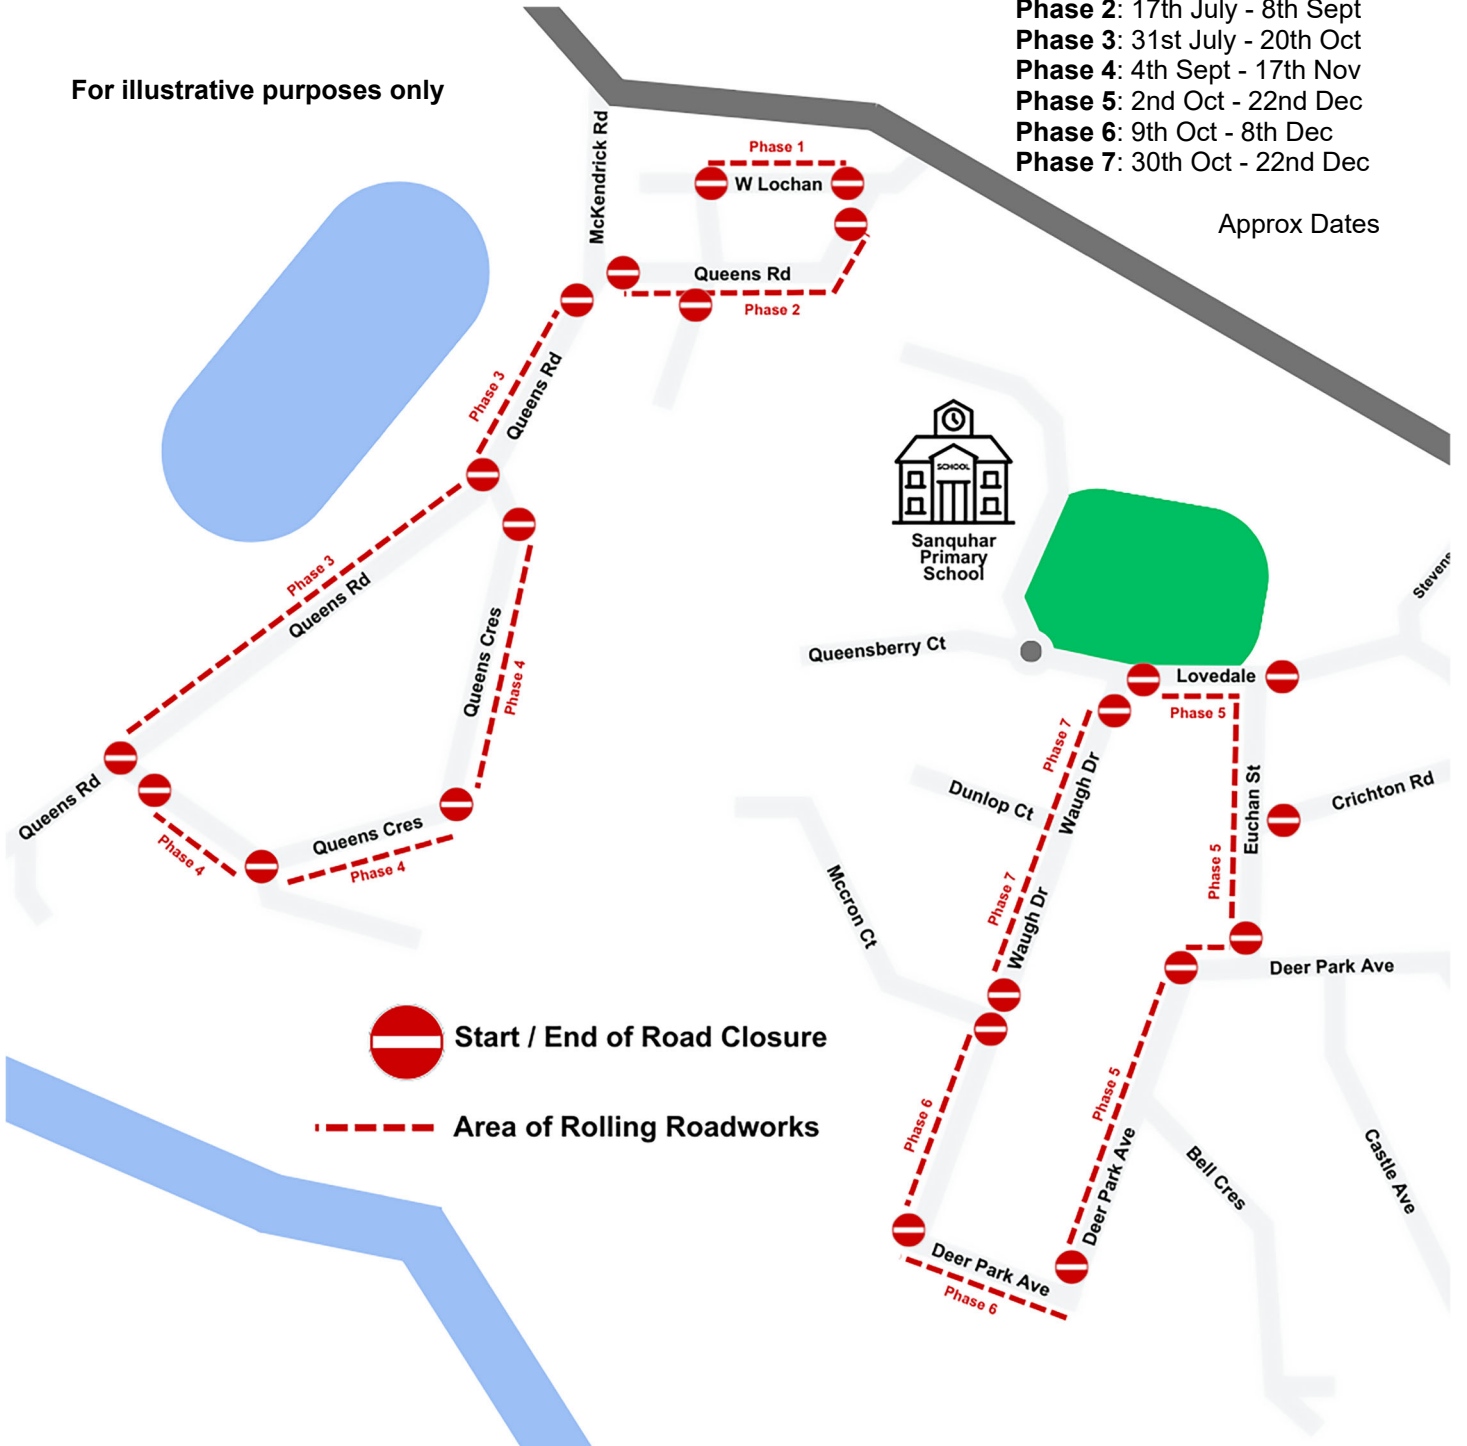 Phase 2: 17th July - 8th Sept
Phase 3: 31st July - 20th Oct
Phase 4: 4th Sept - 17th Nov
Phase 5: 2nd Oct - 22nd Dec
Phase 6: 9th Oct - 8th Dec
Phase 7: 30th Oct - 22nd Dec
Approx Dates
For illustrative purposes only
McKendrick Rd
Phase 1
W Lochan
Queens Rd
Phase 2
Phase 3
Queens Rd
Phase 3
Queens Rd
Queens Cres
Phase 4
Queens Rd
Phase 4
Queens Cres
Phase 4
SCHOOL
Sanquhar
Primary
School
Queensberry Ct
Lovedale
Phase 5
Stevens
Phase 7
Waugh Dr
Dunlop Ct
Euchan St
Crichton Rd
Phase 5
Mccron Ct
Phase 7
Waugh Dr
Deer Park Ave
Start / End of Road Closure
Area of Rolling Roadworks
Phase 6
Phase 5
Deer Park Ave
Bell Cres
Castle Ave
Deer Park Ave
Phase 6